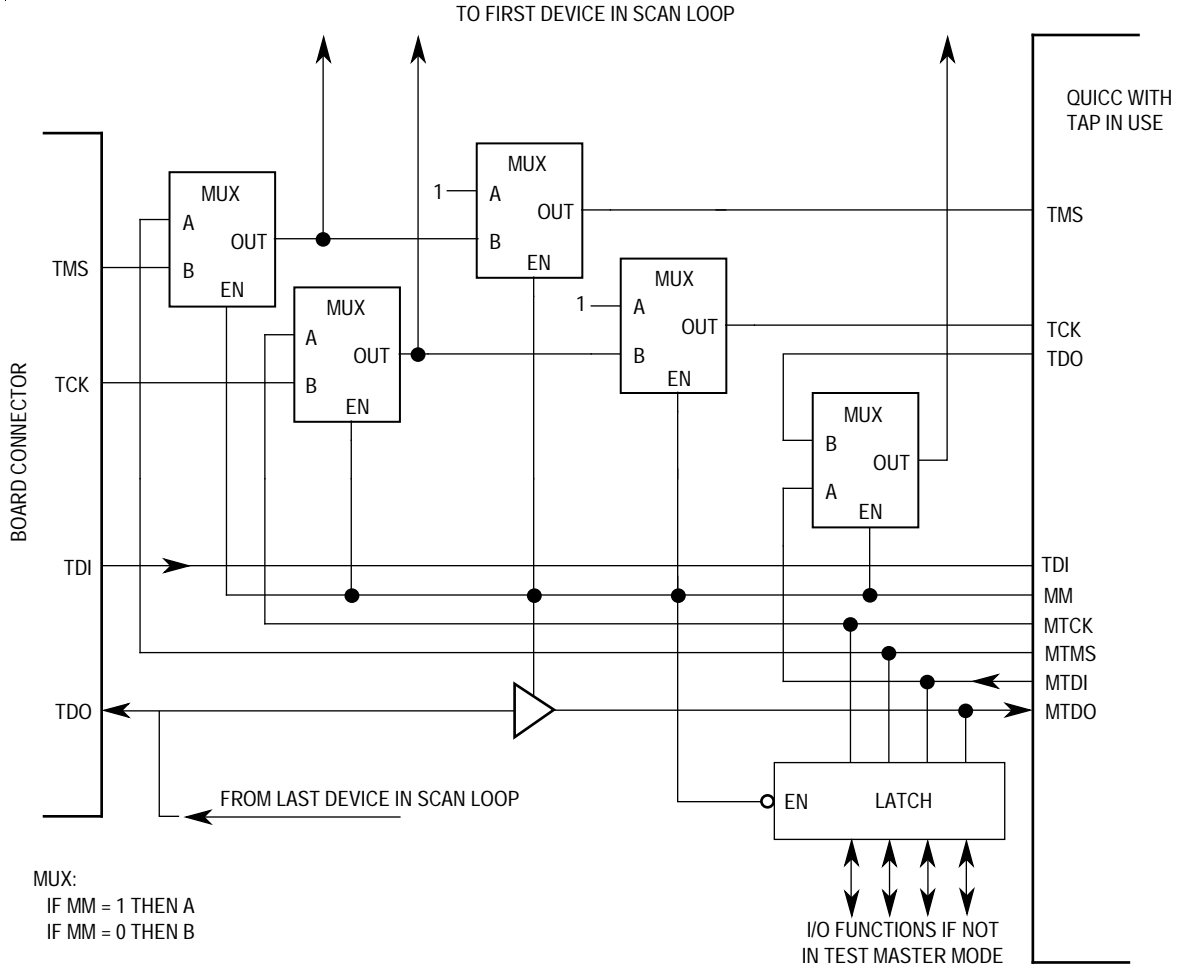 TO FIRST DEVICE IN SCAN LOOP
QUICC WITH
TAP IN USE
MUX
A
OUT
B
EN
1
MUX
A
OUT
B
EN
TMS
TMS
MUX
A
OUT
B
EN
1
MUX
A
OUT
B
EN
TCK
TCK
TDO
MUX
B
OUT
A
EN
BOARD CONNECTOR
TDI
TDI
MM
MTCK
MTMS
MTDI
TDO
MTDO
FROM LAST DEVICE IN SCAN LOOP
EN
LATCH
MUX:
IF MM = 1 THEN A
IF MM = 0 THEN B
I/O FUNCTIONS IF NOT
IN TEST MASTER MODE